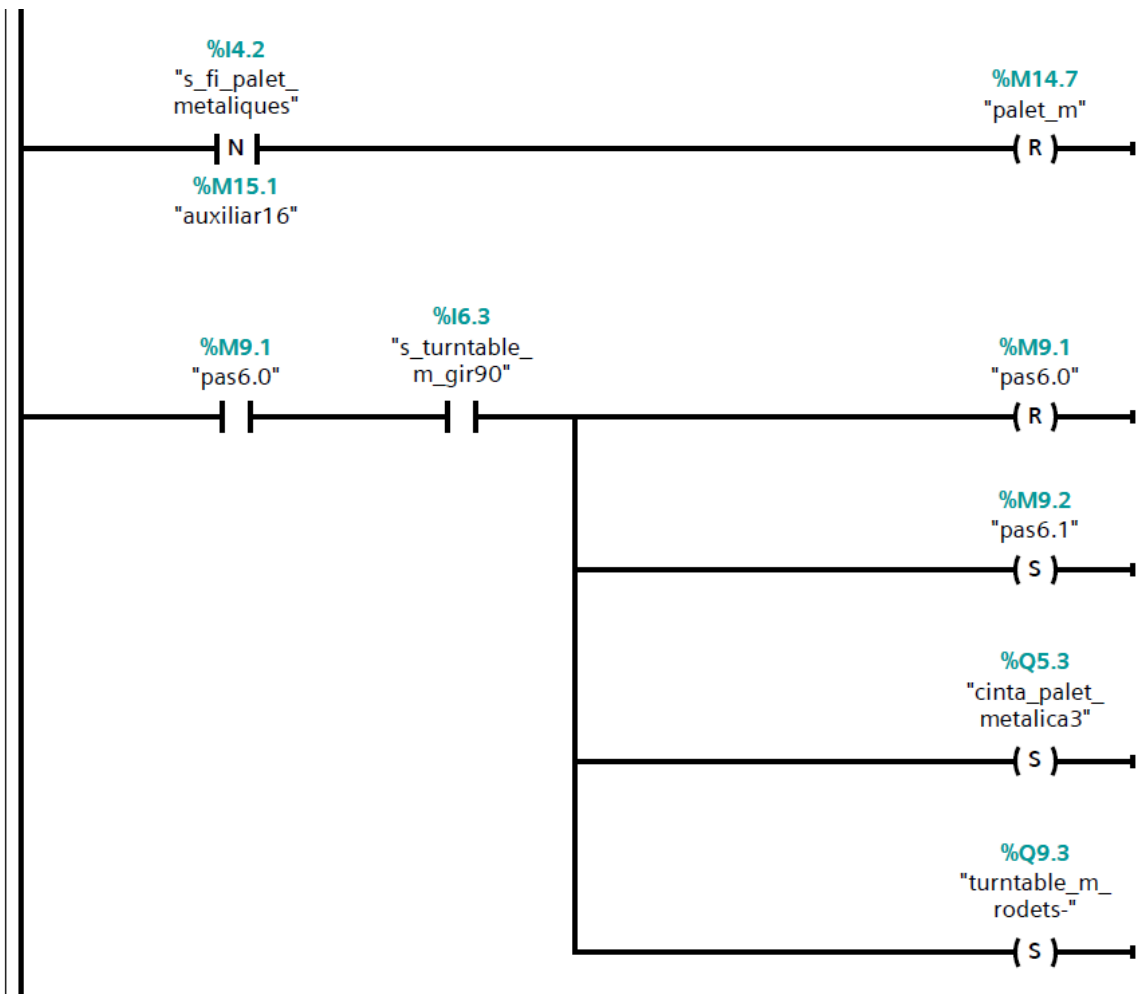 %I4.2
"s_fi_palet_
metaliques"
N
%M15.1
"auxiliar16"
%M14.7
"palet_m"
R
%M9.1
"pas6.0"
%I6.3
"s_turntable_
m_gir90"
%M9.1
"pas6.0"
R
%M9.2
"pas6.1"
S
%Q5.3
"cinta_palet_
metalica3"
S
%Q9.3
"turntable_m_
rodets-"
S